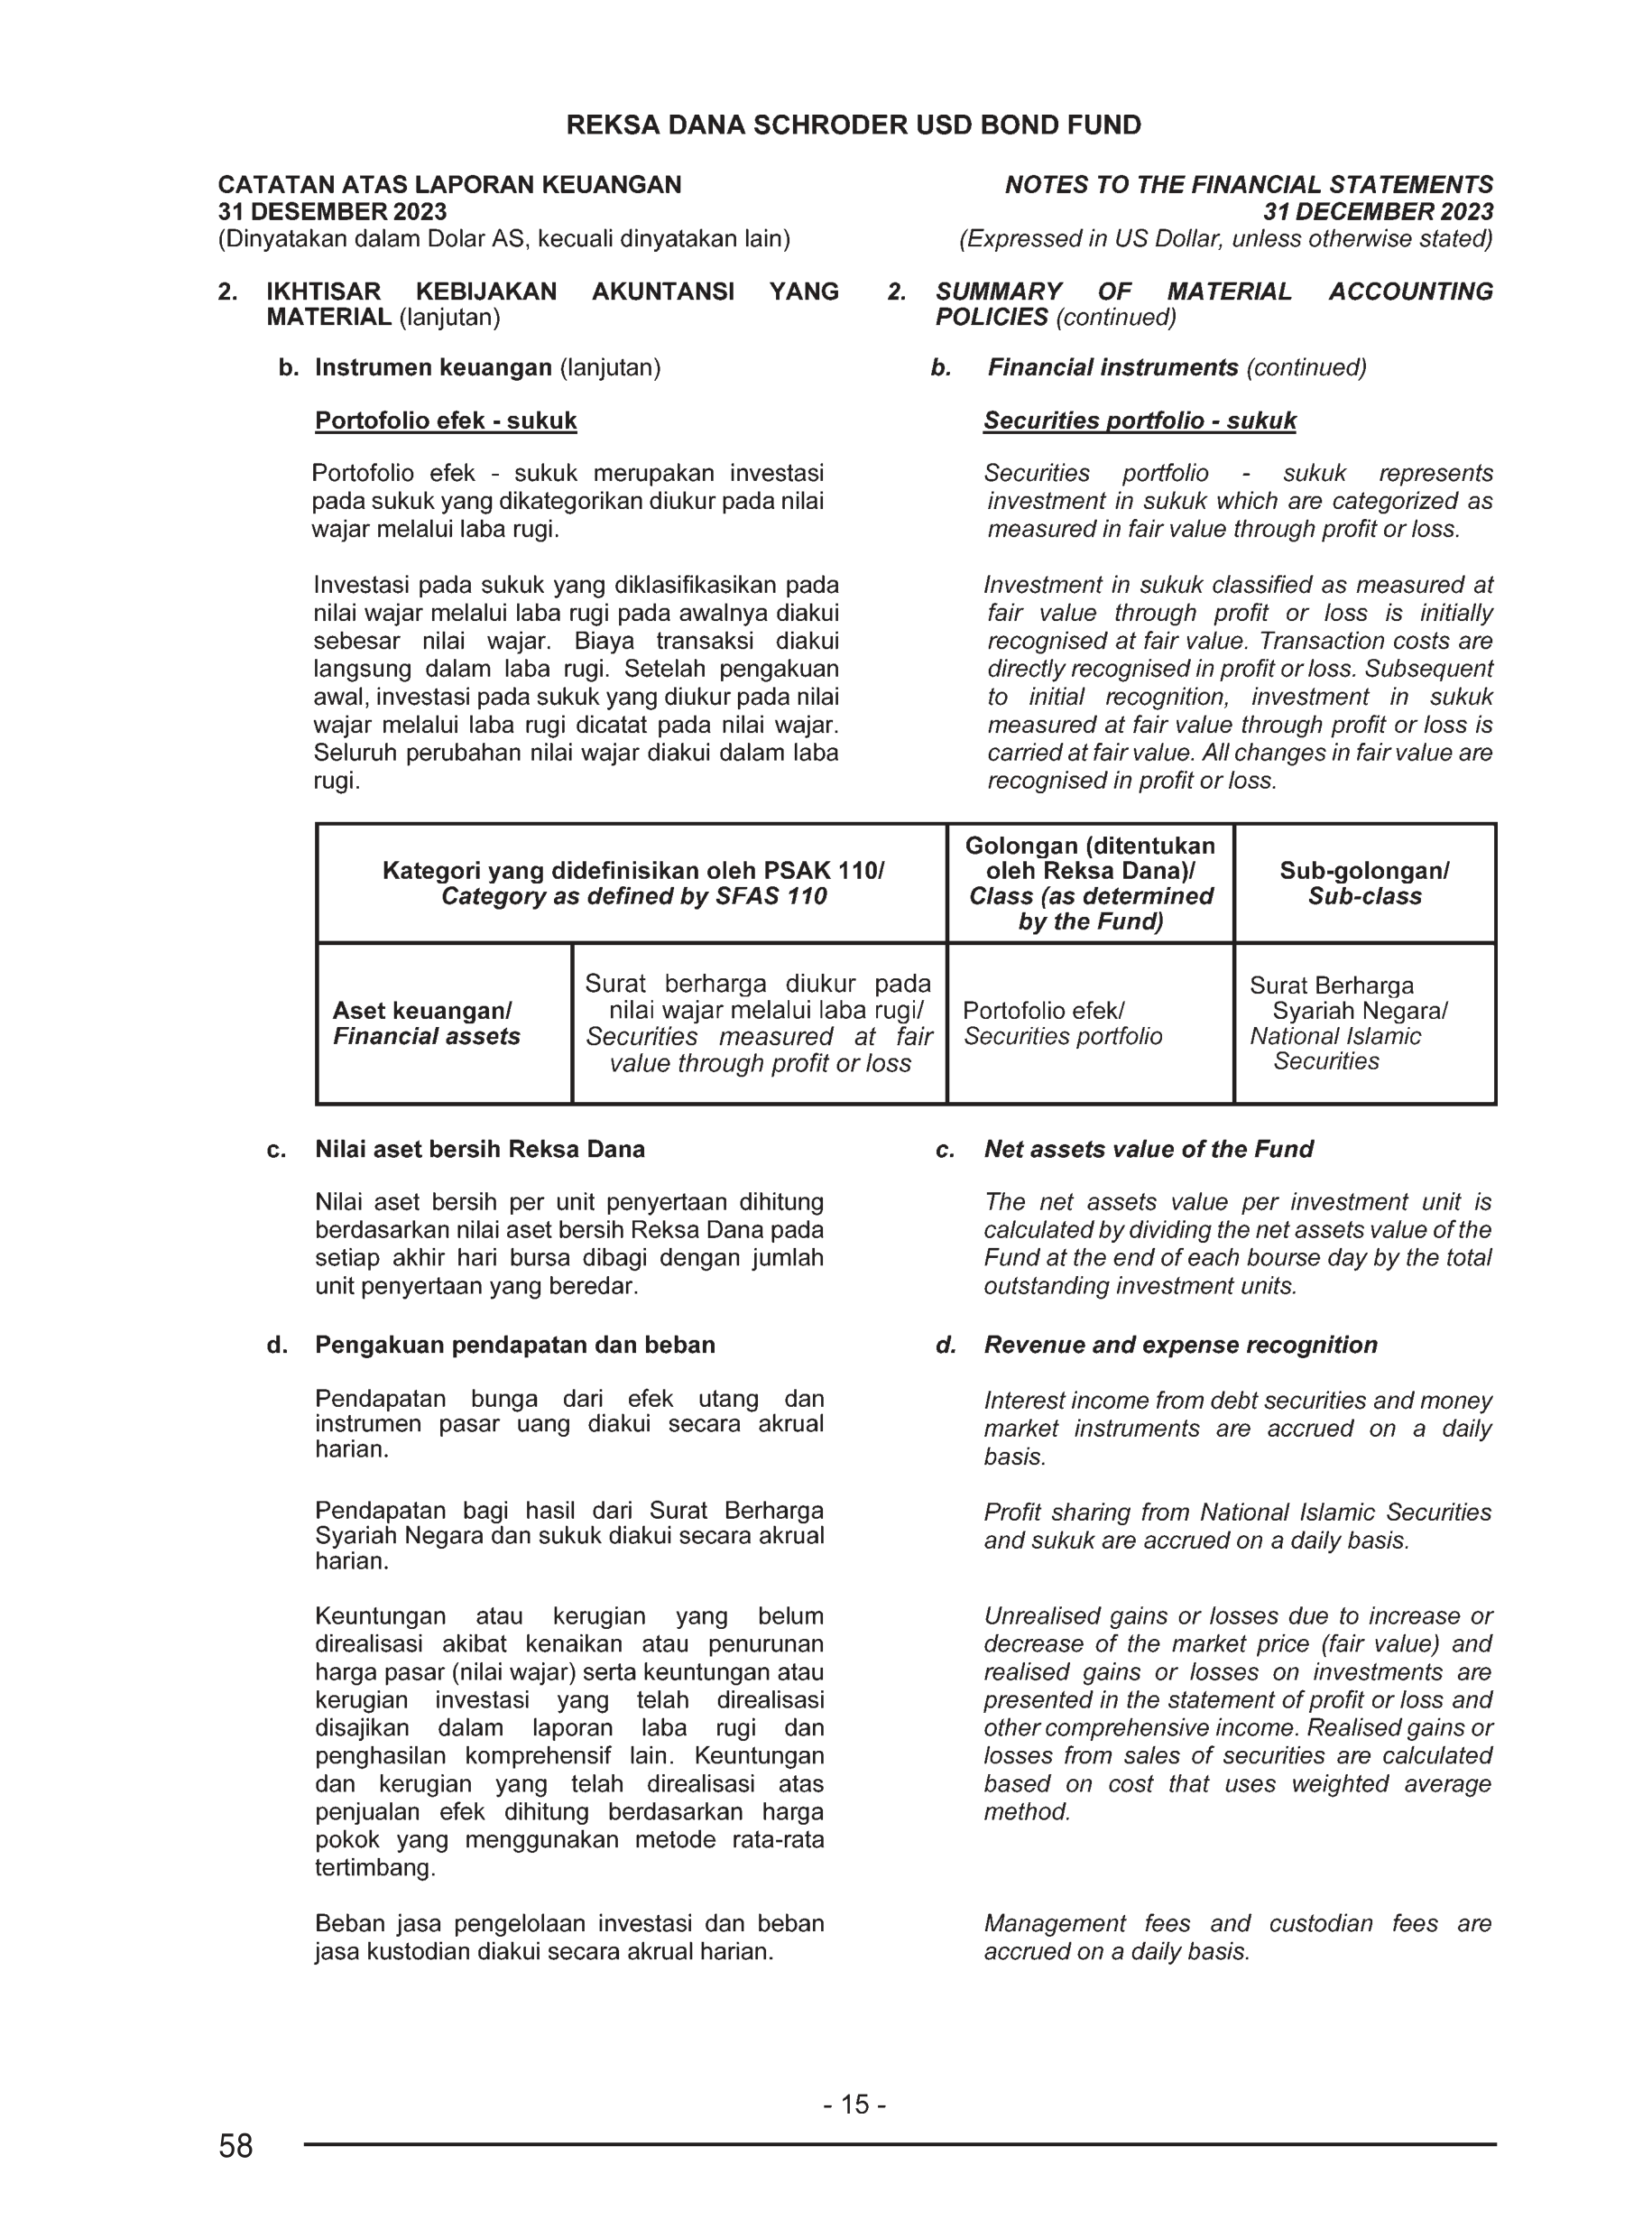 REKSA DANA SCHRODER USD BOND FUND
CATATAN ATAS LAPORAN KEUANGAN
31 DESEMBER 2023
(Dinyatakan dalam Dolar AS, kecuali dinyatakan lain)
NOTES TO THE FINANCIAL STATEMENTS
31 DECEMBER 2023
(Expressed in US Dollar, unless otherwise stated)
2. IKHTISAR KEBIJAKAN AKUNTANSI YANG
MATERIAL (lanjutan)
2. SUMMARY OF MATERIAL ACCOUNTING
POLICIES (continued)
b. Instrumen keuangan (lanjutan)
b. Financial instruments (continued)
Portofolio efek - sukuk
Securities portfolio - sukuk
Portofolio efek - sukuk merupakan investasi
pada sukuk yang dikategorikan diukur pada nilai
wajar melalui laba rugi.
Securities portfolio - sukuk represents
investment in sukuk which are categorized as
measured in fair value through profit or loss.
Investasi pada sukuk yang diklasifikasikan pada
nilai wajar melalui laba rugi pada awalnya diakui
sebesar nilai wajar. Biaya transaksi diakui
langsung dalam laba rugi. Setelah pengakuan
awal, investasi pada sukuk yang diukur pada nilai
wajar melalui laba rugi dicatat pada nilai wajar.
Seluruh perubahan nilai wajar diakui dalam laba
rugi.
Investment in sukuk classified as measured at
fair value through profit or loss is initially
recognised at fair value. Transaction costs are
directly recognised in profit or loss. Subsequent
to initial recognition, investment in sukuk
measured at fair value through profit or loss is
carried at fair value. All changes in fair value are
recognised in profit or loss.
Kategori yang didefinisikan oleh PSAK 110/
Category as defined by SFAS 110
Golongan (ditentukan
oleh Reksa Dana)/
Class (as determined
by the Fund)
Sub-golongan/
Sub-class
Aset keuangan/
Financial assets
Surat berharga diukur pada
nilai wajar melalui laba rugi/
Securities measured at fair
value through profit or loss
Portofolio efek/
Securities portfolio
Surat Berharga
Syariah Negara/
National Islamic
Securities
c. Nilai aset bersih Reksa Dana
c. Net assets value of the Fund
Nilai aset bersih per unit penyertaan dihitung
berdasarkan nilai aset bersih Reksa Dana pada
setiap akhir hari bursa dibagi dengan jumlah
unit penyertaan yang beredar.
The net assets value per investment unit is
calculated by dividing the net assets value of the
Fund at the end of each bourse day by the total
outstanding investment units.
d. Pengakuan pendapatan dan beban
d. Revenue and expense recognition
Pendapatan bunga dari efek utang dan
instrumen pasar uang diakui secara akrual
harian.
Interest income from debt securities and money
market instruments are accrued on a daily
basis.
Pendapatan bagi hasil dari Surat Berharga
Syariah Negara dan sukuk diakui secara akrual
harian.
Profit sharing from National Islamic Securities
and sukuk are accrued on a daily basis.
Keuntungan atau kerugian yang belum
direalisasi akibat kenaikan atau penurunan
harga pasar (nilai wajar) serta keuntungan atau
kerugian investasi yang telah direalisasi
disajikan dalam laporan laba rugi dan
penghasilan komprehensif lain. Keuntungan
dan kerugian yang telah direalisasi atas
penjualan efek dihitung berdasarkan harga
pokok yang menggunakan metode rata-rata
tertimbang.
Unrealised gains or losses due to increase or
decrease of the market price (fair value) and
realised gains or losses on investments are
presented in the statement of profit or loss and
other comprehensive income. Realised gains or
losses from sales of securities are calculated
based on cost that uses weighted average
method.
Beban jasa pengelolaan investasi dan beban
jasa kustodian diakui secara akrual harian.
Management fees and custodian fees are
accrued on a daily basis.
- 15 -
58